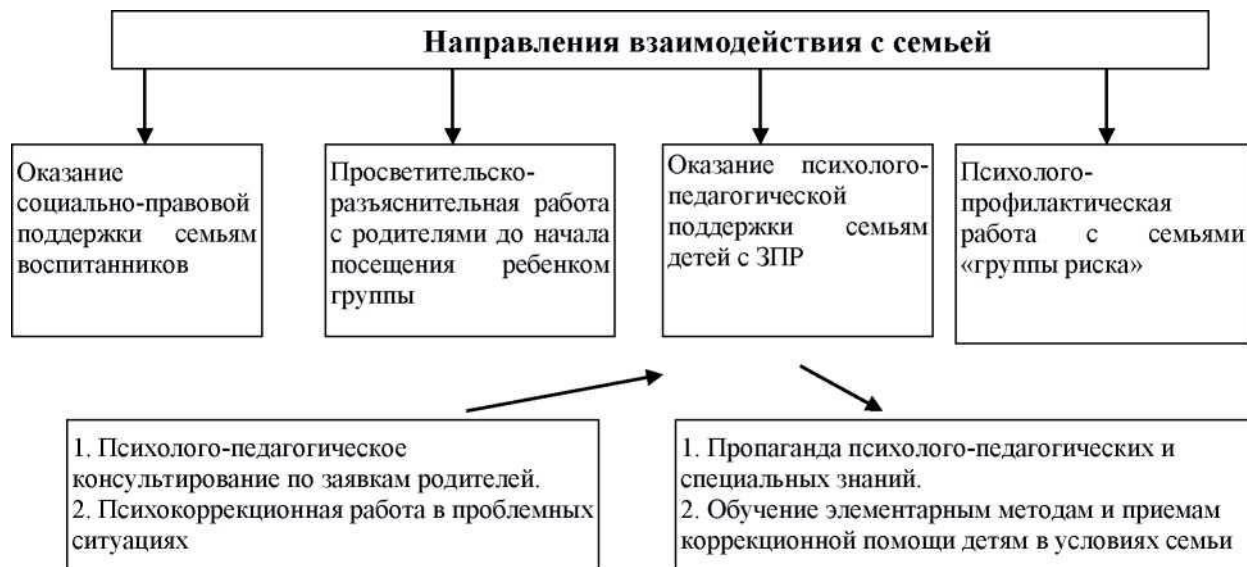 Направления взаимодействия с семьей
Оказание
социально-правовой
поддержки семьям
воспитанников
Просветительско-
разъяснительная работа
с родителями до начала
посещения ребенком
группы
Оказание психолого-
педагогической
поддержки семьям
детей с ЗПР
Психолого-
профилактическая
работа с семьями
«группы риска»
1. Психолого-педагогическое
консультирование по заявкам родителей.
2. Психокоррекционная работа в проблемных
ситуациях
1. Пропаганда психолого-педагогических и
специальных знаний.
2. Обучение элементарным методам и приемам
коррекционной помощи детям в условиях семьи